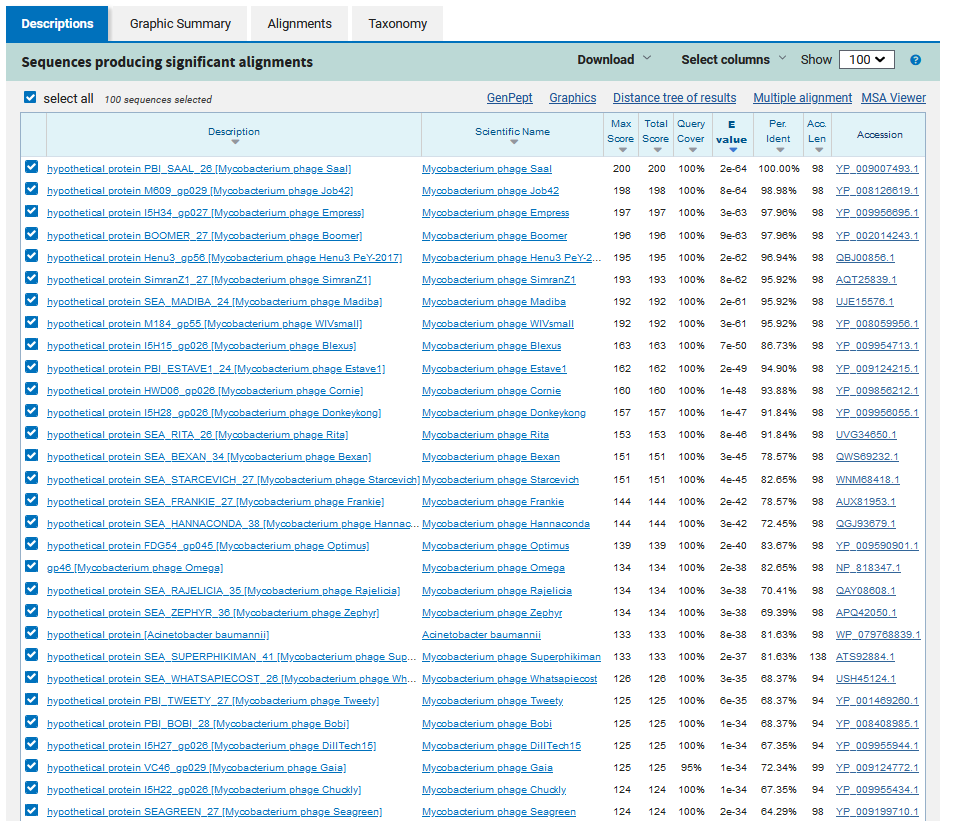 Descriptions Graphic Summary Alignments Taxonomy
Sequences producing significant alignments Download Select columns Show 100 ?
select all 100 sequences selected GenPept Graphics Distance tree of results Multiple alignment MSA Viewer
Description Scientific Name Max Score Total Score Query Cover E value Per. Ident Acc. Len Accession
hypothetical protein PBI_SAAL_26 [Mycobacterium phage Saal] Mycobacterium phage Saal 200 200 100% 2e-64 100.00% 98 YP_009007493.1
hypothetical protein M609_gp029 [Mycobacterium phage Job42] Mycobacterium phage Job42 198 198 100% 8e-64 98.98% 98 YP_008126619.1
hypothetical protein I5H34_gp027 [Mycobacterium phage Empress] Mycobacterium phage Empress 197 197 100% 3e-63 97.96% 98 YP_009956695.1
hypothetical protein BOOMER_27 [Mycobacterium phage Boomer] Mycobacterium phage Boomer 196 196 100% 9e-63 97.96% 98 YP_002014243.1
hypothetical protein Henu3_gp56 [Mycobacterium phage Henu3 PeY-2017] Mycobacterium phage Henu3 PeY-2... 195 195 100% 2e-62 96.94% 98 QBJ00856.1
hypothetical protein SimranZ1_27 [Mycobacterium phage SimranZ1] Mycobacterium phage SimranZ1 193 193 100% 8e-62 95.92% 98 AQT25839.1
hypothetical protein SEA_MADIBA_24 [Mycobacterium phage Madiba] Mycobacterium phage Madiba 192 192 100% 2e-61 95.92% 98 UJE15576.1
hypothetical protein M184_gp55 [Mycobacterium phage WIVsmall] Mycobacterium phage WIVsmall 192 192 100% 3e-61 95.92% 98 YP_008059956.1
hypothetical protein I5H15_gp026 [Mycobacterium phage Blexus] Mycobacterium phage Blexus 163 163 100% 7e-50 86.73% 98 YP_009954713.1
hypothetical protein PBI_ESTAVE1_24 [Mycobacterium phage Estave1] Mycobacterium phage Estave1 162 162 100% 2e-49 94.90% 98 YP_009124215.1
hypothetical protein HWD06_gp026 [Mycobacterium phage Cornie] Mycobacterium phage Cornie 160 160 100% 1e-48 93.88% 98 YP_009856212.1
hypothetical protein I5H28_gp026 [Mycobacterium phage Donkeykong] Mycobacterium phage Donkeykong 157 157 100% 1e-47 91.84% 98 YP_009956055.1
hypothetical protein SEA_RITA_26 [Mycobacterium phage Rita] Mycobacterium phage Rita 153 153 100% 8e-46 91.84% 98 UVG34650.1
hypothetical protein SEA_BEXAN_34 [Mycobacterium phage Bexan] Mycobacterium phage Bexan 151 151 100% 3e-45 78.57% 98 QWS69232.1
hypothetical protein SEA_STARCEVICH_27 [Mycobacterium phage Starcevich] Mycobacterium phage Starcevich 151 151 100% 4e-45 82.65% 98 WNM68418.1
hypothetical protein SEA_FRANKIE_27 [Mycobacterium phage Frankie] Mycobacterium phage Frankie 144 144 100% 2e-42 78.57% 98 AUX81953.1
hypothetical protein SEA_HANNACONDA_38 [Mycobacterium phage Hannac... Mycobacterium phage Hannaconda 144 144 100% 3e-42 72.45% 98 QGJ93679.1
hypothetical protein FDG54_gp045 [Mycobacterium phage Optimus] Mycobacterium phage Optimus 139 139 100% 2e-40 83.67% 98 YP_009590901.1
gp46 [Mycobacterium phage Omega] Mycobacterium phage Omega 134 134 100% 2e-38 82.65% 98 NP_818347.1
hypothetical protein SEA_RAJELICIA_35 [Mycobacterium phage Rajelicia] Mycobacterium phage Rajelicia 134 134 100% 3e-38 70.41% 98 QAY08608.1
hypothetical protein SEA_ZEPHYR_36 [Mycobacterium phage Zephyr] Mycobacterium phage Zephyr 134 134 100% 3e-38 69.39% 98 APQ42050.1
hypothetical protein [Acinetobacter baumannii] Acinetobacter baumannii 133 133 100% 8e-38 81.63% 98 WP_079768839.1
hypothetical protein SEA_SUPERPHIKIMAN_41 [Mycobacterium phage Sup... Mycobacterium phage Superphikiman 133 133 100% 2e-37 81.63% 138 ATS92884.1
hypothetical protein SEA_WHATSAPIECOST_26 [Mycobacterium phage Wh... Mycobacterium phage Whatsapiecost 126 126 100% 3e-35 68.37% 94 USH45124.1
hypothetical protein PBI_TWEETY_27 [Mycobacterium phage Tweety] Mycobacterium phage Tweety 125 125 100% 6e-35 68.37% 94 YP_001469260.1
hypothetical protein PBI_BOBI_28 [Mycobacterium phage Bobi] Mycobacterium phage Bobi 125 125 100% 1e-34 68.37% 94 YP_008408985.1
hypothetical protein I5H27_gp026 [Mycobacterium phage DillTech15] Mycobacterium phage DillTech15 125 125 100% 1e-34 67.35% 94 YP_009955944.1
hypothetical protein VC46_gp029 [Mycobacterium phage Gaia] Mycobacterium phage Gaia 125 125 95% 1e-34 72.34% 99 YP_009124772.1
hypothetical protein I5H22_gp026 [Mycobacterium phage Chuckly] Mycobacterium phage Chuckly 124 124 100% 1e-34 67.35% 94 YP_009955434.1
hypothetical protein SEAGREEN_27 [Mycobacterium phage Seagreen] Mycobacterium phage Seagreen 124 124 100% 2e-34 64.29% 98 YP_009199710.1